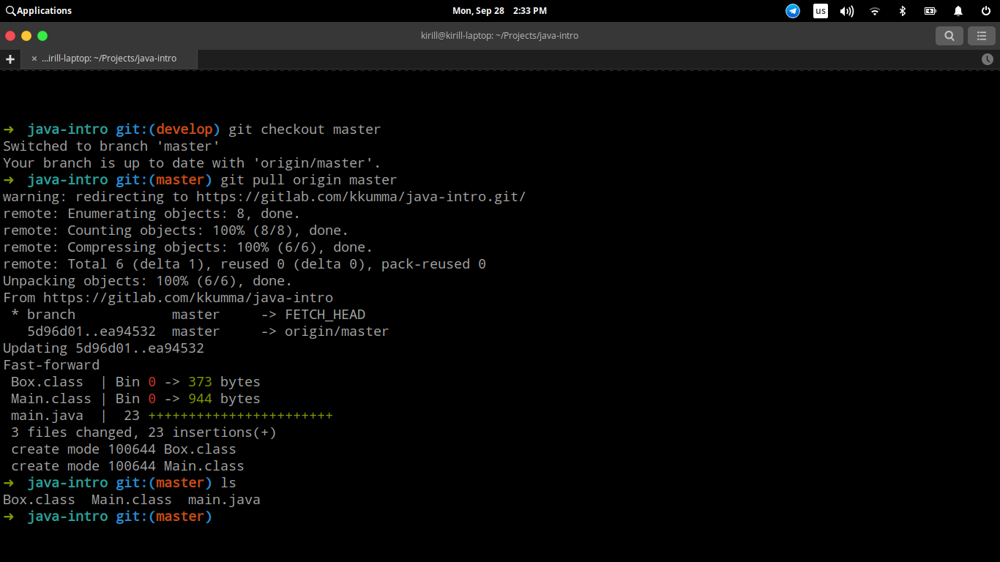 Applications
Mon, Sep 28 2:33 PM
us
kirill@kirill-laptop: ~/Projects/java-intro
+ × ...irill-laptop: ~/Projects/java-intro
➜  java-intro git:(develop) git checkout master
Switched to branch 'master'
Your branch is up to date with 'origin/master'.
➜  java-intro git:(master) git pull origin master
warning: redirecting to https://gitlab.com/kkumma/java-intro.git/
remote: Enumerating objects: 8, done.
remote: Counting objects: 100% (8/8), done.
remote: Compressing objects: 100% (6/6), done.
remote: Total 6 (delta 1), reused 0 (delta 0), pack-reused 0
Unpacking objects: 100% (6/6), done.
From https://gitlab.com/kkumma/java-intro
 * branch            master     -> FETCH_HEAD
   5d96d01..ea94532  master     -> origin/master
Updating 5d96d01..ea94532
Fast-forward
 Box.class  | Bin 0 -> 373 bytes
 Main.class | Bin 0 -> 944 bytes
 main.java  |  23 +++++++++++++++++++++++
 3 files changed, 23 insertions(+)
 create mode 100644 Box.class
 create mode 100644 Main.class
➜  java-intro git:(master) ls
Box.class  Main.class  main.java
➜  java-intro git:(master)